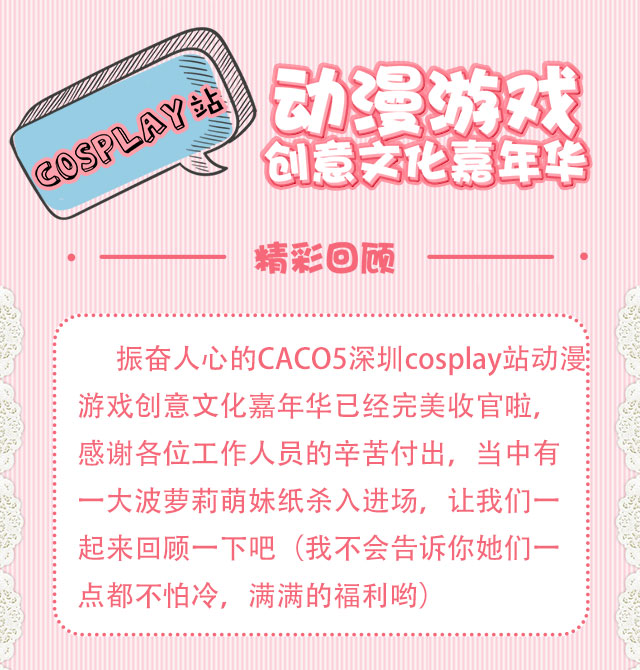 COSPLAY站
动漫游戏
创意文化嘉年华
精彩回顾
振奋人心的CACO5深圳cosplay站动漫
游戏创意文化嘉年华已经完美收官啦，
感谢各位工作人员的辛苦付出，当中有
一大波萝莉萌妹纸杀入进场，让我们一
起来回顾一下吧（我不会告诉你她们一
点都不怕冷，满满的福利哟）